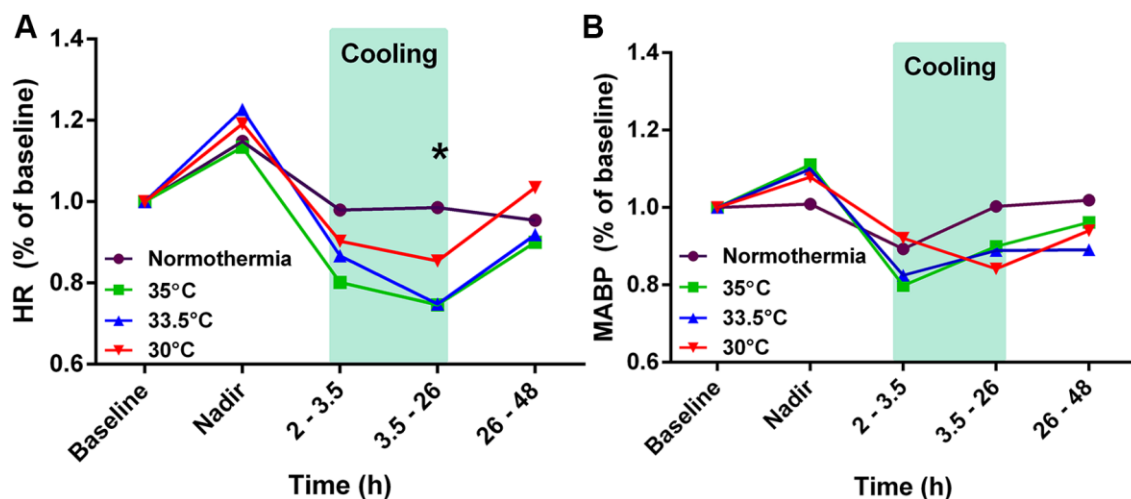 A
HR (% of baseline)
1.4
1.2
1.0
0.8
0.6
Cooling
*
Normothermia
35°C
33.5°C
30°C
Baseline
Nadir
2 - 3.5
3.5 - 26
26 - 48
Time (h)
B
MABP (% of baseline)
1.4
1.2
1.0
0.8
0.6
Cooling
Normothermia
35°C
33.5°C
30°C
Baseline
Nadir
2 - 3.5
3.5 - 26
26 - 48
Time (h)